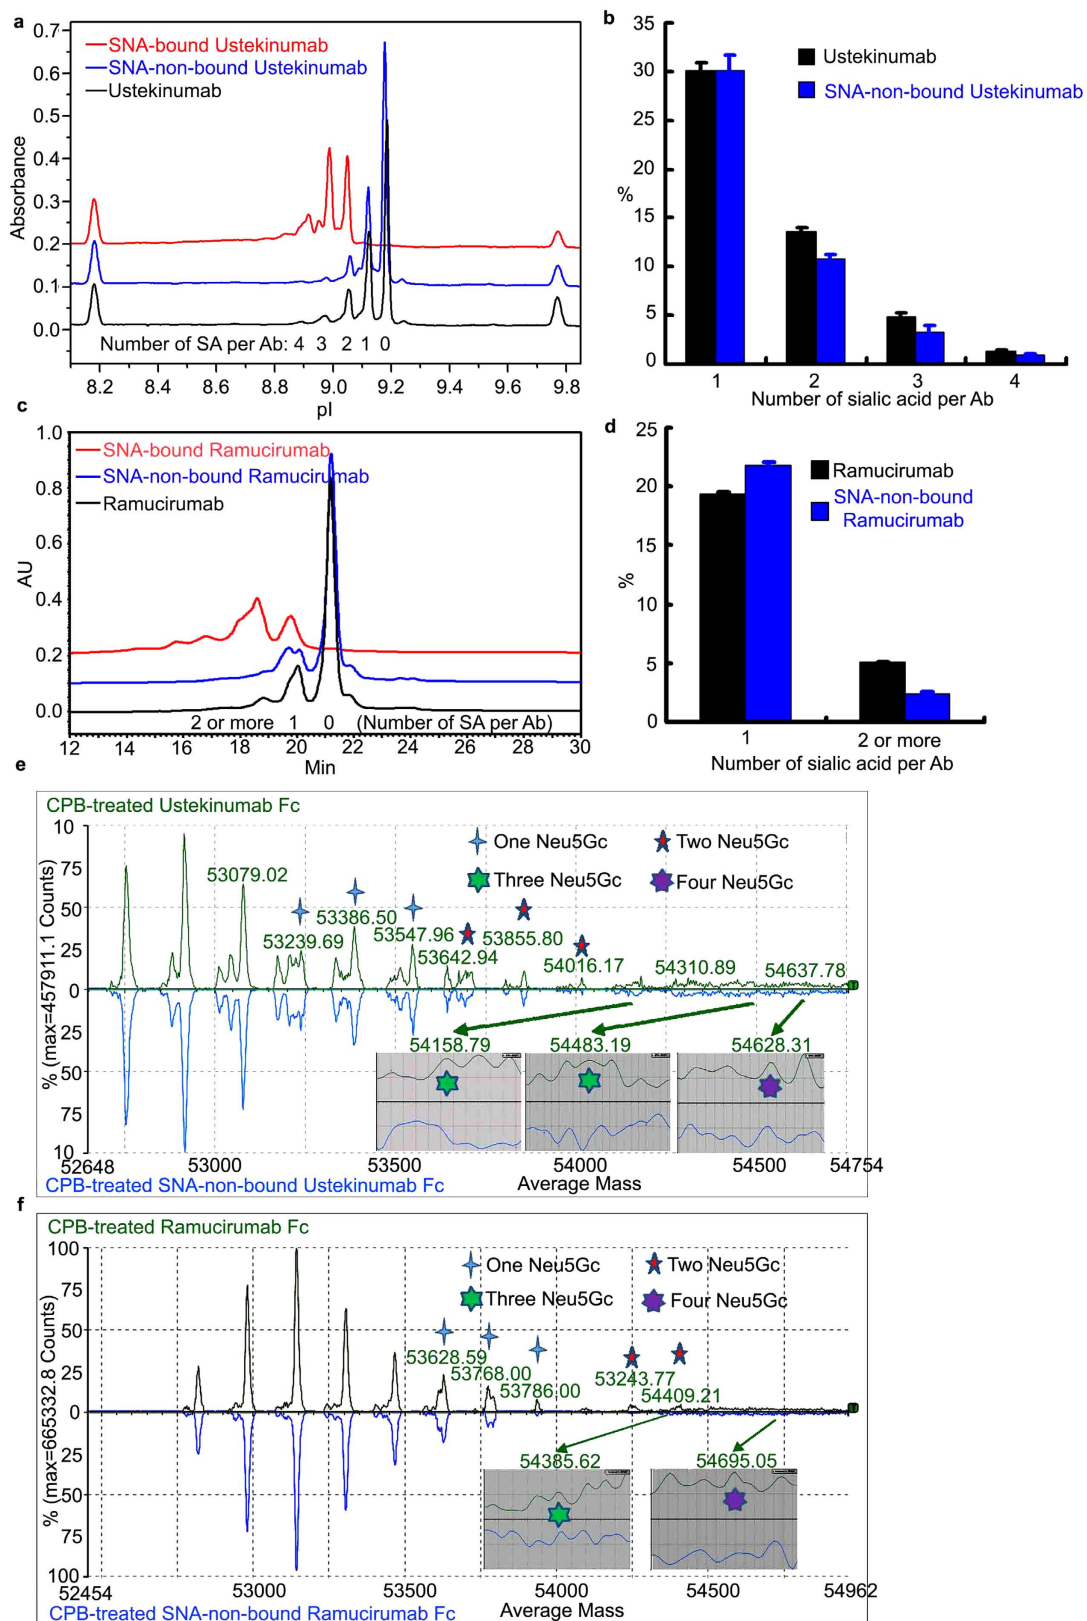 a
0.7
0.6
0.5
0.4
0.3
0.2
0.1
0.0
Absorbance
SNA-bound Ustekinumab
SNA-non-bound Ustekinumab
Ustekinumab
Number of SA per Ab: 4 3 2 1 0
8.2 8.4 8.6 8.8 9.0 9.2 9.4 9.6 9.8
pI
b
35
30
25
20
15
10
5
0
%
Ustekinumab
SNA-non-bound Ustekinumab
1 2 3 4
Number of sialic acid per Ab
c
1.0
0.8
0.6
0.4
0.2
0.0
AU
SNA-bound Ramucirumab
SNA-non-bound Ramucirumab
Ramucirumab
2 or more 1 0 (Number of SA per Ab)
12 14 16 18 20 22 24 26 28 30
Min
d
25
20
15
10
5
0
%
Ramucirumab
SNA-non-bound
Ramucirumab
1 2 or more
Number of sialic acid per Ab
e
CPB-treated Ustekinumab Fc
10
75
50
25
0
25
50
75
10
% (max=457911.1 Counts)
One Neu5Gc Two Neu5Gc
Three Neu5Gc Four Neu5Gc
53079.02
53239.69
53386.50
53547.96
53642.94
53855.80
54016.17
54310.89
54637.78
54158.79 54483.19 54628.31
52648 53000 53500 54000 54500 54754
CPB-treated SNA-non-bound Ustekinumab Fc
Average Mass
f
CPB-treated Ramucirumab Fc
100
75
50
25
0
25
50
75
100
% (max=665332.8 Counts)
One Neu5Gc Two Neu5Gc
Three Neu5Gc Four Neu5Gc
53628.59
53768.00
53786.00
53243.77
54409.21
54385.62 54695.05
52454 53000 53500 54000 54500 54962
CPB-treated SNA-non-bound Ramucirumab Fc
Average Mass